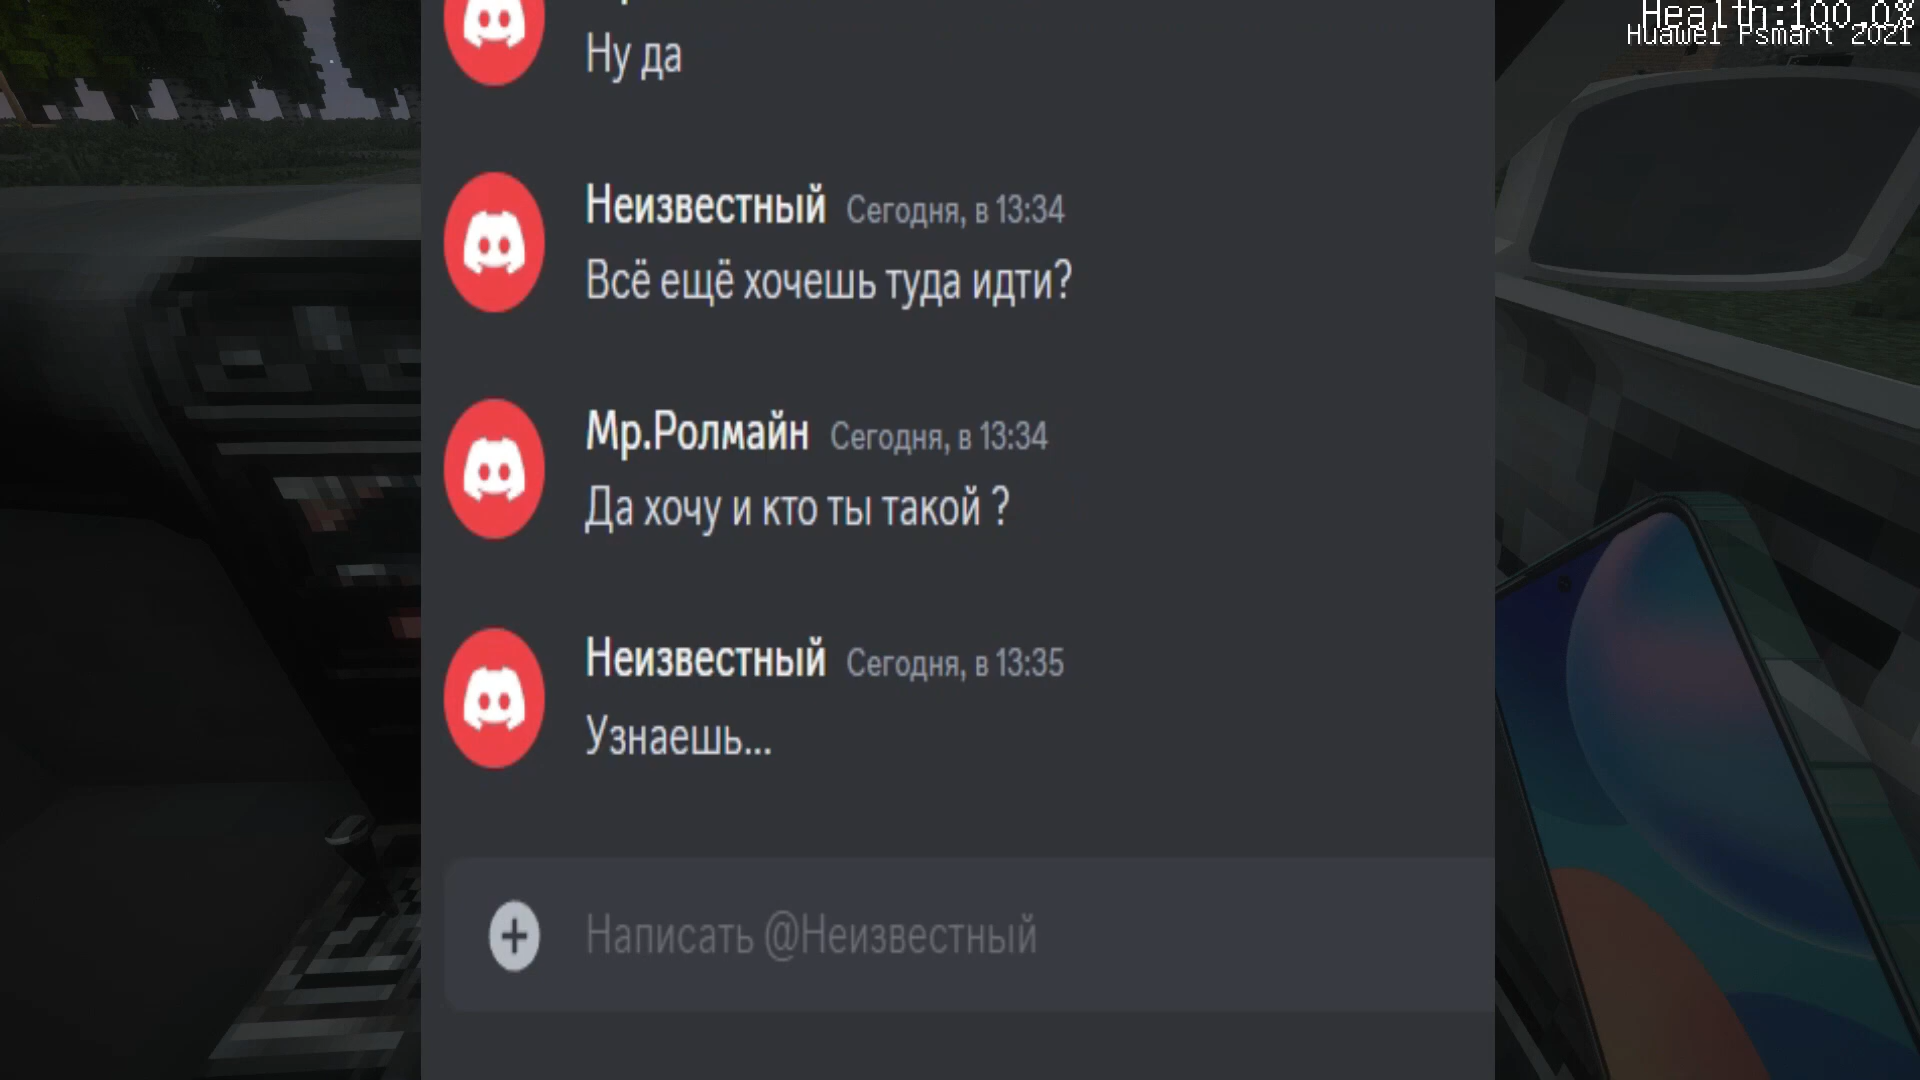 Health:100.0%
Huawei Psmart 2021
Ну да
Неизвестный Сегодня, в 13:34
Всё ещё хочешь туда идти?
Мр.Ролмайн Сегодня, в 13:34
Да хочу и кто ты такой ?
Неизвестный Сегодня, в 13:35
Узнаешь...
Написать @Неизвестный